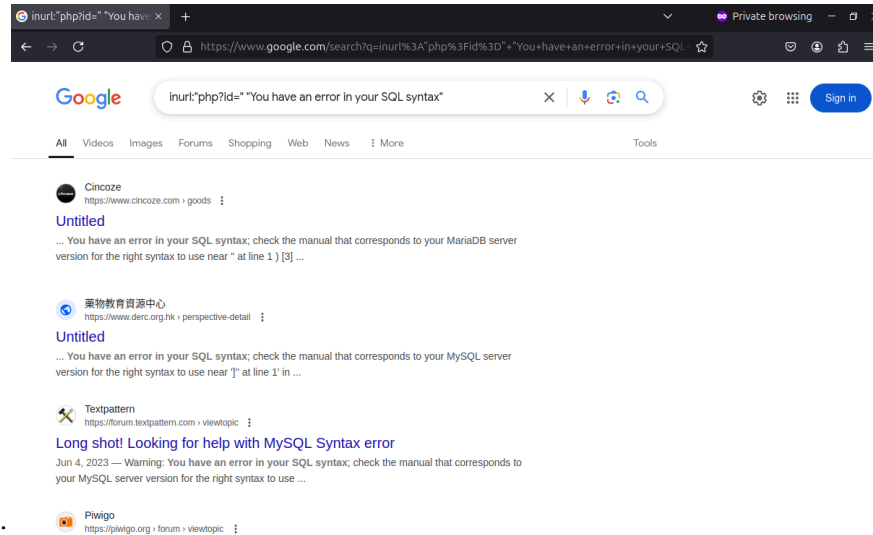 inurl:"php?id=" "You have
Private browsing
https://www.google.com/search?q=inurl%3A"php%3Fid%3D"+"You+have+an+error+in+your+SQL
Google
inurl:"php?id=" "You have an error in your SQL syntax"
Sign in
All Videos Images Forums Shopping Web News More Tools
cincoze
Cincoze
https://www.cincoze.com › goods
Untitled
... You have an error in your SQL syntax; check the manual that corresponds to your MariaDB server
version for the right syntax to use near '' at line 1 ) [3] ...
藥物教育資源中心
https://www.derc.org.hk › perspective-detail
Untitled
... You have an error in your SQL syntax; check the manual that corresponds to your MySQL server
version for the right syntax to use near ']'' at line 1' in ...
Textpattern
https://forum.textpattern.com › viewtopic
Long shot! Looking for help with MySQL Syntax error
Jun 4, 2023 — Warning: You have an error in your SQL syntax; check the manual that corresponds to
your MySQL server version for the right syntax to use ...
Piwigo
https://piwigo.org › forum › viewtopic